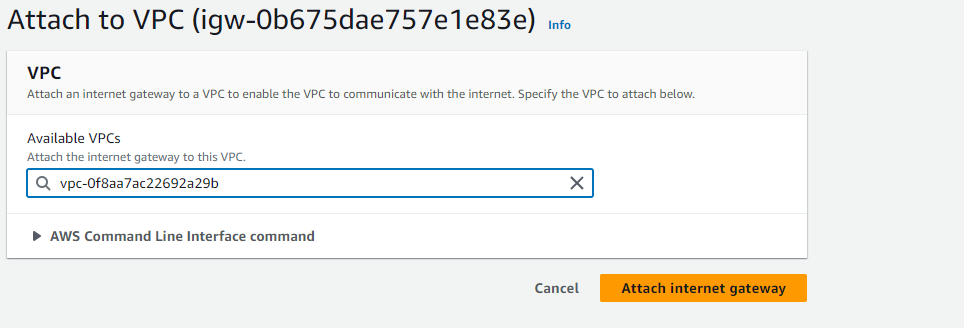 Attach to VPC (igw-0b675dae757e1e83e) Info
VPC
Attach an internet gateway to a VPC to enable the VPC to communicate with the internet. Specify the VPC to attach below.
Available VPCs
Attach the internet gateway to this VPC.
vpc-0f8aa7ac22692a29b
AWS Command Line Interface command
Cancel Attach internet gateway